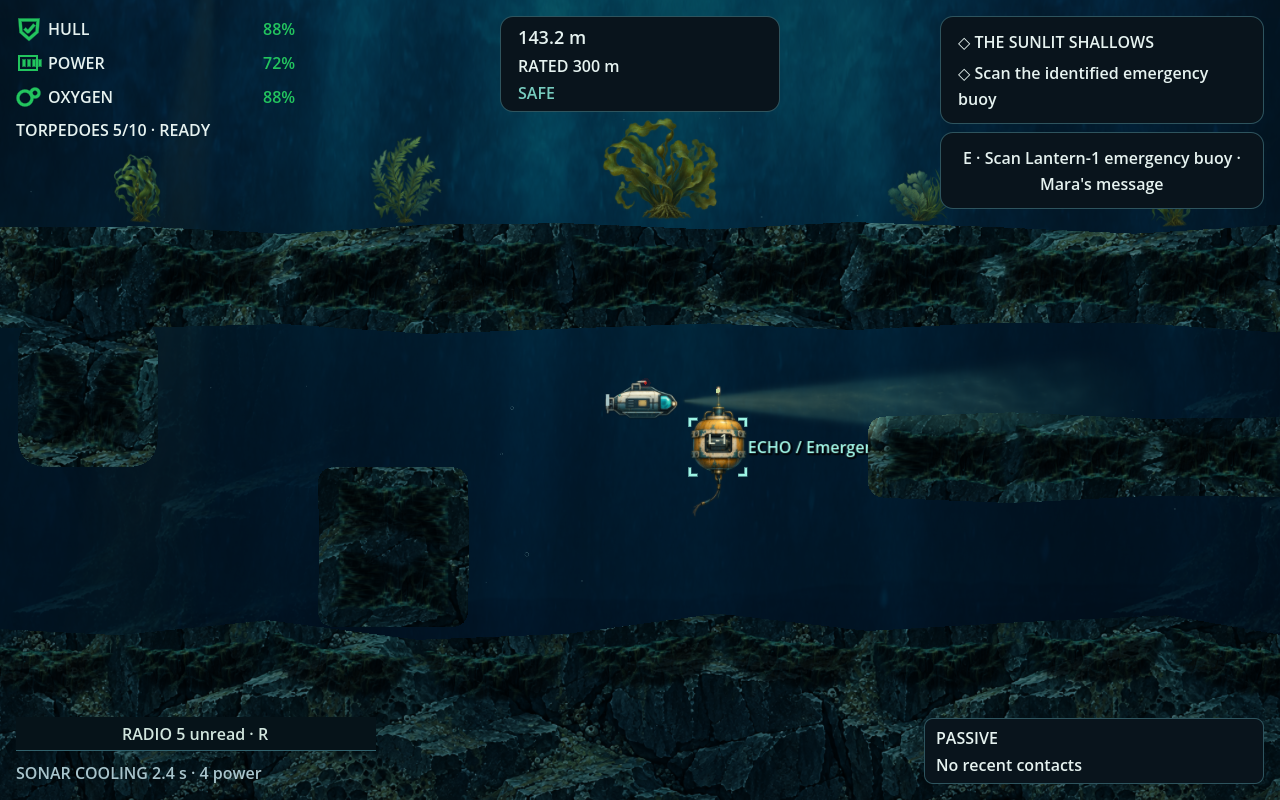 HULL 88%
POWER 72%
OXYGEN 88%
TORPEDOES 5/10 · READY
143.2 m
RATED 300 m
SAFE
◇ THE SUNLIT SHALLOWS
◇ Scan the identified emergency
buoy
E · Scan Lantern-1 emergency buoy ·
Mara's message
L-1
ECHO / Emerger
RADIO 5 unread · R
SONAR COOLING 2.4 s · 4 power
PASSIVE
No recent contacts